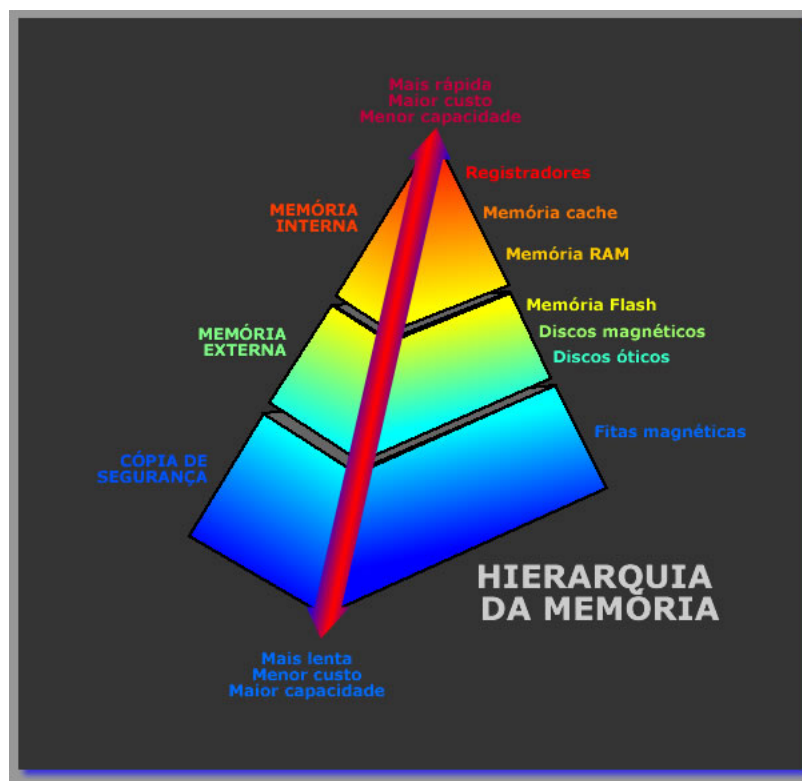 Mais rápida
Maior custo
Menor capacidade
Registradores
MEMÓRIA
INTERNA
Memória cache
Memória RAM
Memória Flash
MEMÓRIA
EXTERNA
Discos magnéticos
Discos óticos
Fitas magnéticas
CÓPIA DE
SEGURANÇA
HIERARQUIA
DA MEMÓRIA
Mais lenta
Menor custo
Maior capacidade